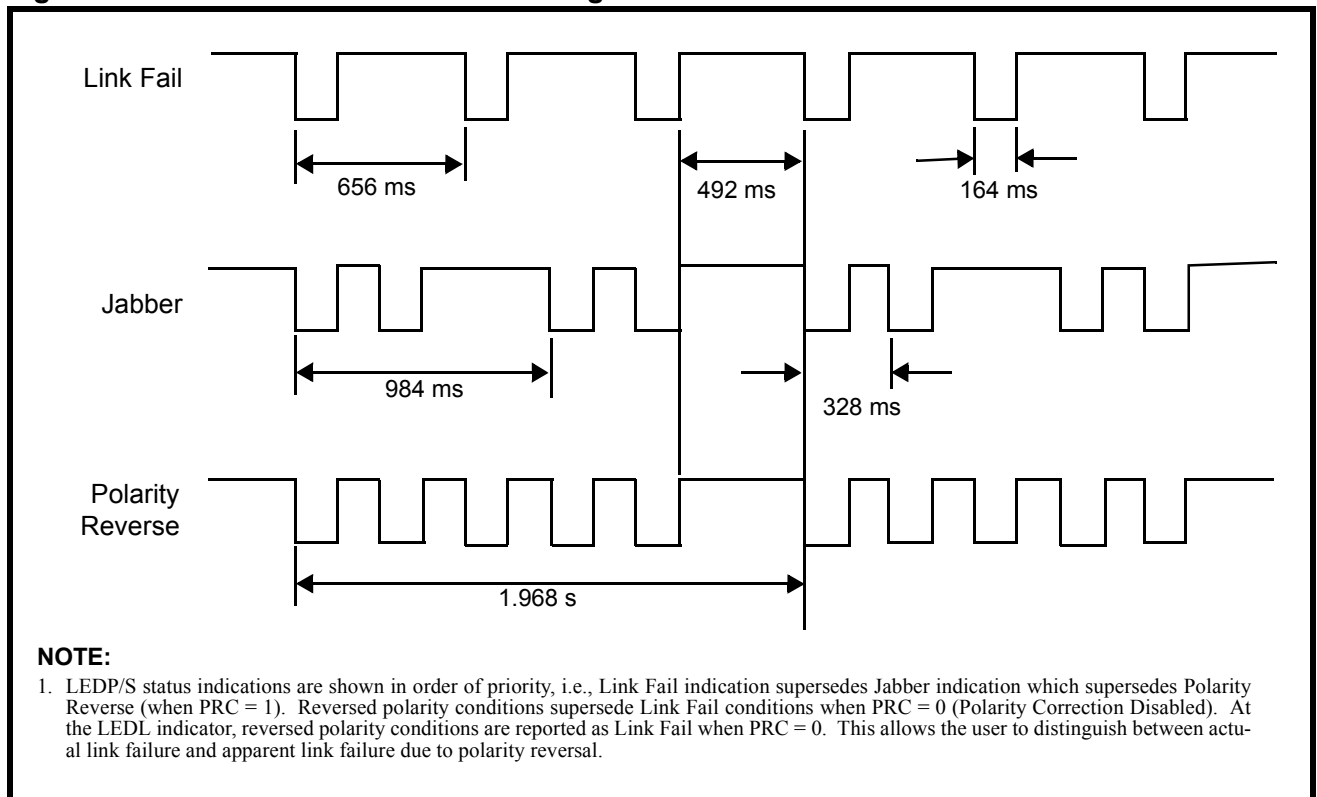 Link Fail
656 ms
492 ms
164 ms
Jabber
984 ms
328 ms
Polarity
Reverse
1.968 s
NOTE:
1. LEDP/S status indications are shown in order of priority, i.e., Link Fail indication supersedes Jabber indication which supersedes Polarity
Reverse (when PRC = 1). Reversed polarity conditions supersede Link Fail conditions when PRC = 0 (Polarity Correction Disabled). At
the LEDL indicator, reversed polarity conditions are reported as Link Fail when PRC = 0. This allows the user to distinguish between actu-
al link failure and apparent link failure due to polarity reversal.